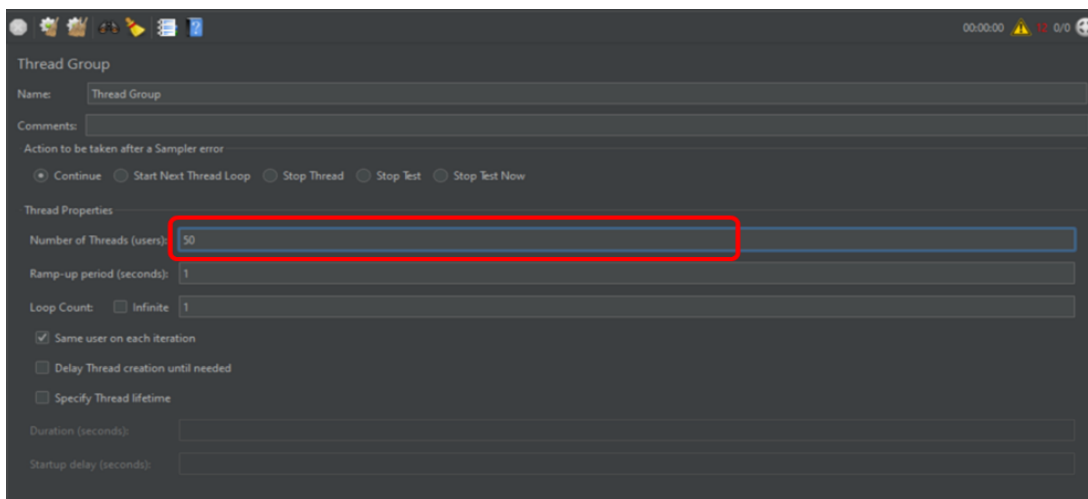 00:00:00 12 0/0
Thread Group
Name: Thread Group
Comments:
Action to be taken after a Sampler error
Continue Start Next Thread Loop Stop Thread Stop Test Stop Test Now
Thread Properties
Number of Threads (users): 50
Ramp-up period (seconds): 1
Loop Count: Infinite 1
Same user on each iteration
Delay Thread creation until needed
Specify Thread lifetime
Duration (seconds):
Startup delay (seconds):